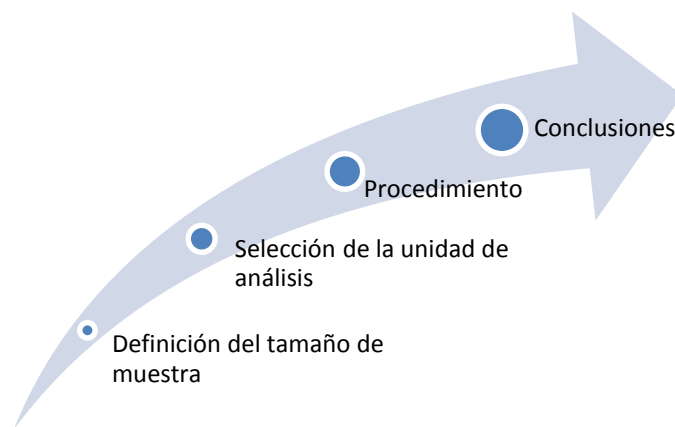 Conclusiones
Procedimiento
Selección de la unidad de
análisis
Definición del tamaño de
muestra